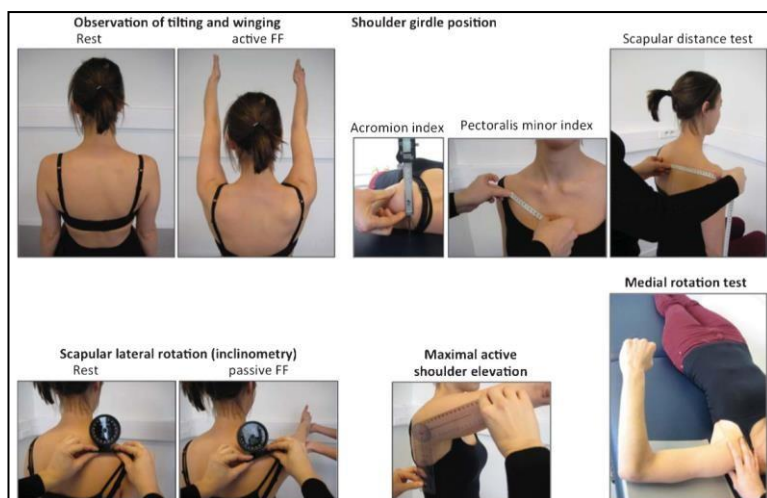 Observation of tilting and winging
Rest
active FF
Shoulder girdle position
Acromion index
Pectoralis minor index
Scapular distance test
Scapular lateral rotation (inclinometry)
Rest
passive FF
Maximal active
shoulder elevation
Medial rotation test